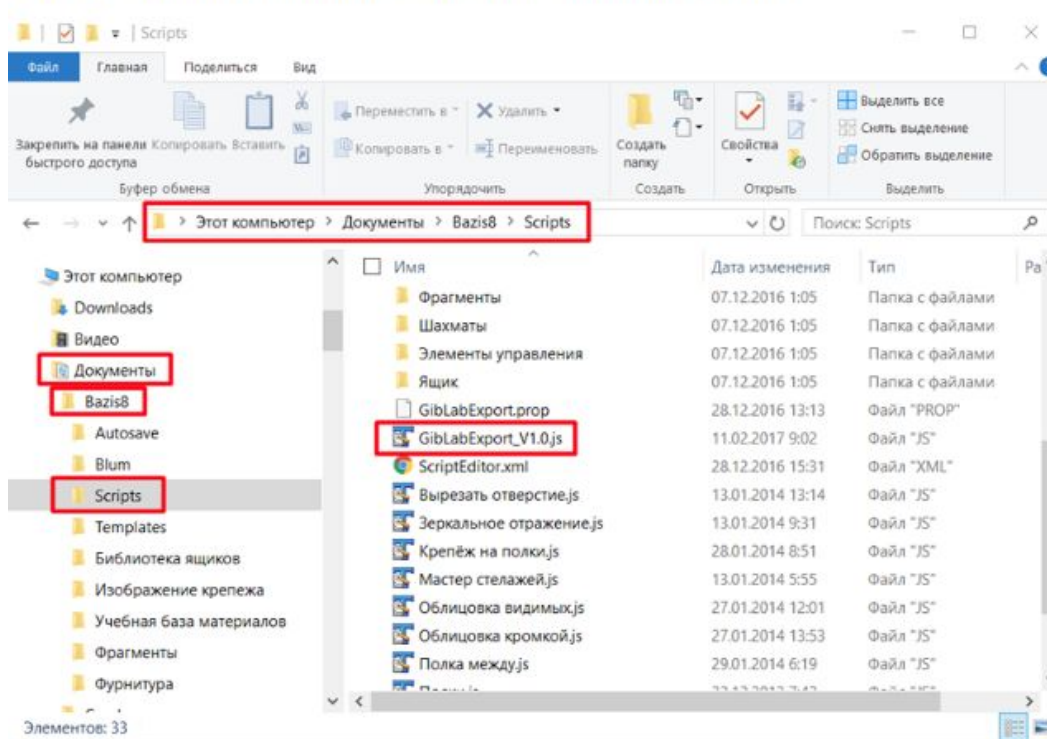 Scripts
Файл Главная Поделиться Вид
Закрепить на панели быстрого доступа
Копировать
Вставить
Буфер обмена
Переместить в
Копировать в
Удалить
Переименовать
Упорядочить
Создать папку
Создать
Свойства
Открыть
Выделить все
Снять выделение
Обратить выделение
Выделить
Этот компьютер > Документы > Bazis8 > Scripts
Поиск: Scripts
Этот компьютер
Downloads
Видео
Документы
Bazis8
Autosave
Blum
Scripts
Templates
Библиотека ящиков
Изображение крепежа
Учебная база материалов
Фрагменты
Фурнитура
Имя Дата изменения Тип Ра
Фрагменты 07.12.2016 1:05 Папка с файлами
Шахматы 07.12.2016 1:05 Папка с файлами
Элементы управления 07.12.2016 1:05 Папка с файлами
Ящик 07.12.2016 1:05 Папка с файлами
GibLabExport.prop 28.12.2016 13:13 Файл "PROP"
GibLabExport_V1.0.js 11.02.2017 9:02 Файл "JS"
ScriptEditor.xml 28.12.2016 15:31 Файл "XML"
Вырезать отверстие.js 13.01.2014 13:14 Файл "JS"
Зеркальное отражение.js 13.01.2014 9:31 Файл "JS"
Крепёж на полки.js 28.01.2014 8:51 Файл "JS"
Мастер стелажей.js 13.01.2014 5:55 Файл "JS"
Облицовка видимых.js 27.01.2014 12:01 Файл "JS"
Облицовка кромкой.js 27.01.2014 13:53 Файл "JS"
Полка между.js 29.01.2014 6:19 Файл "JS"
Элементов: 33